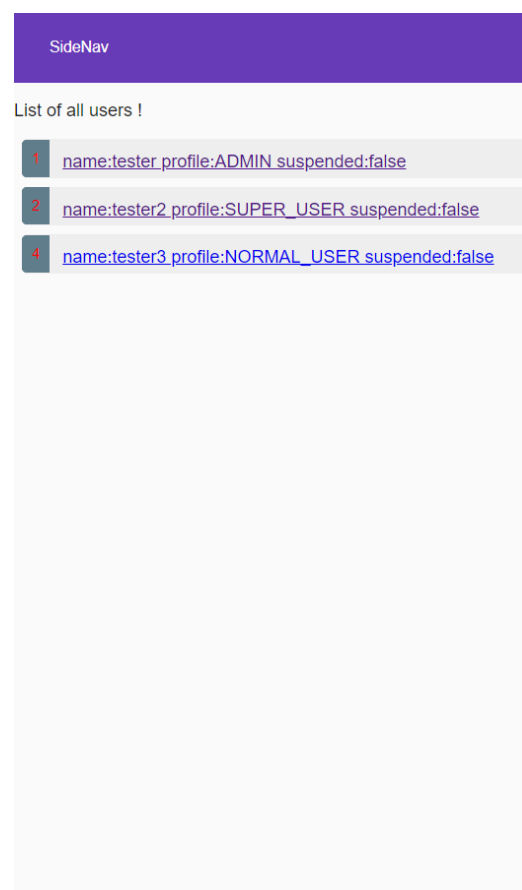 SideNav
List of all users !
1 name:tester profile:ADMIN suspended:false
2 name:tester2 profile:SUPER_USER suspended:false
4 name:tester3 profile:NORMAL_USER suspended:false